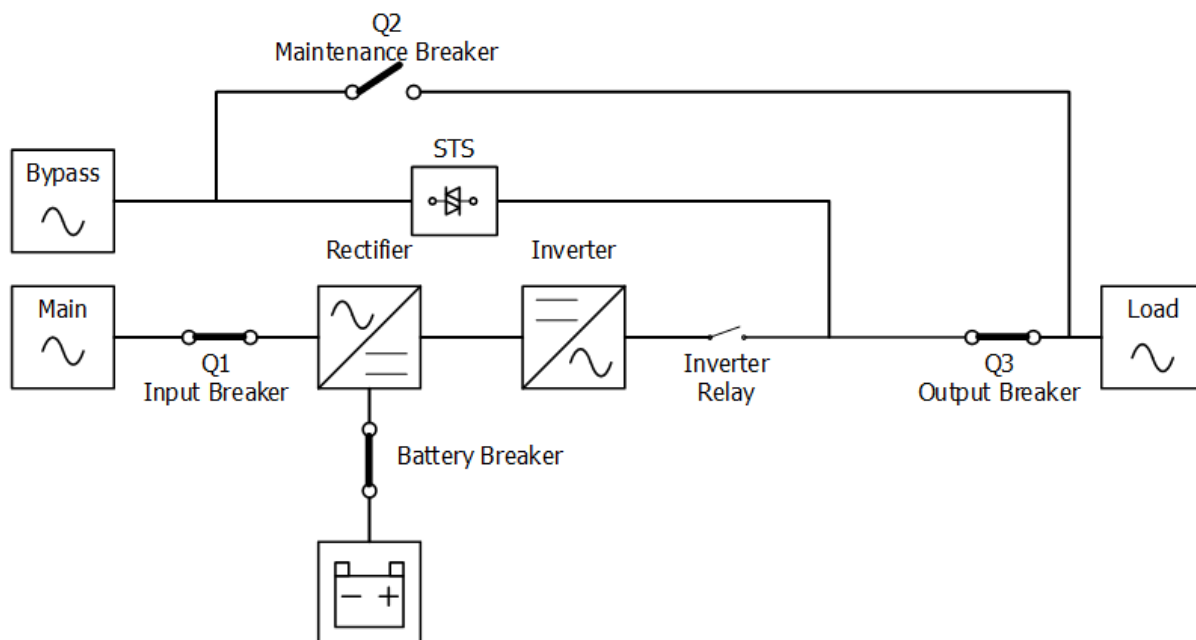 Q2
Maintenance Breaker
STS
Bypass
Rectifier
Inverter
Main
Load
Q1
Input Breaker
Inverter
Relay
Q3
Output Breaker
Battery Breaker